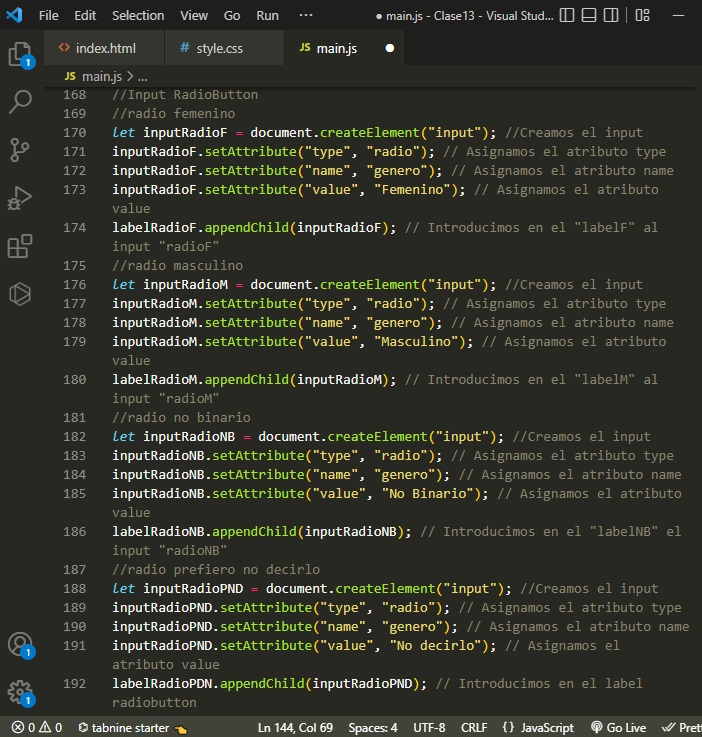 File Edit Selection View Go Run ··· ● main.js - Clase13 - Visual Stud...
<> index.html # style.css JS main.js ●
JS main.js > ...
168 //Input RadioButton
169 //radio femenino
170 let inputRadioF = document.createElement("input"); //Creamos el input
171 inputRadioF.setAttribute("type", "radio"); // Asignamos el atributo type
172 inputRadioF.setAttribute("name", "genero"); // Asignamos el atributo name
173 inputRadioF.setAttribute("value", "Femenino"); // Asignamos el atributo
value
174 labelRadioF.appendChild(inputRadioF); // Introducimos en el "labelF" al
input "radioF"
175 //radio masculino
176 let inputRadioM = document.createElement("input"); //Creamos el input
177 inputRadioM.setAttribute("type", "radio"); // Asignamos el atributo type
178 inputRadioM.setAttribute("name", "genero"); // Asignamos el atributo name
179 inputRadioM.setAttribute("value", "Masculino"); // Asignamos el atributo
value
180 labelRadioM.appendChild(inputRadioM); // Introducimos en el "labelM" al
input "radioM"
181 //radio no binario
182 let inputRadioNB = document.createElement("input"); //Creamos el input
183 inputRadioNB.setAttribute("type", "radio"); // Asignamos el atributo type
184 inputRadioNB.setAttribute("name", "genero"); // Asignamos el atributo name
185 inputRadioNB.setAttribute("value", "No Binario"); // Asignamos el atributo
value
186 labelRadioNB.appendChild(inputRadioNB); // Introducimos en el "labelNB" el
input "radioNB"
187 //radio prefiero no decirlo
188 let inputRadioPND = document.createElement("input"); //Creamos el input
189 inputRadioPND.setAttribute("type", "radio"); // Asignamos el atributo type
190 inputRadioPND.setAttribute("name", "genero"); // Asignamos el atributo name
191 inputRadioPND.setAttribute("value", "No decirlo"); // Asignamos el
atributo value
192 labelRadioPDN.appendChild(inputRadioPND); // Introducimos en el label
radiobutton
1
1
1
0 0 tabnine starter Ln 144, Col 69 Spaces: 4 UTF-8 CRLF {} JavaScript Go Live Pret